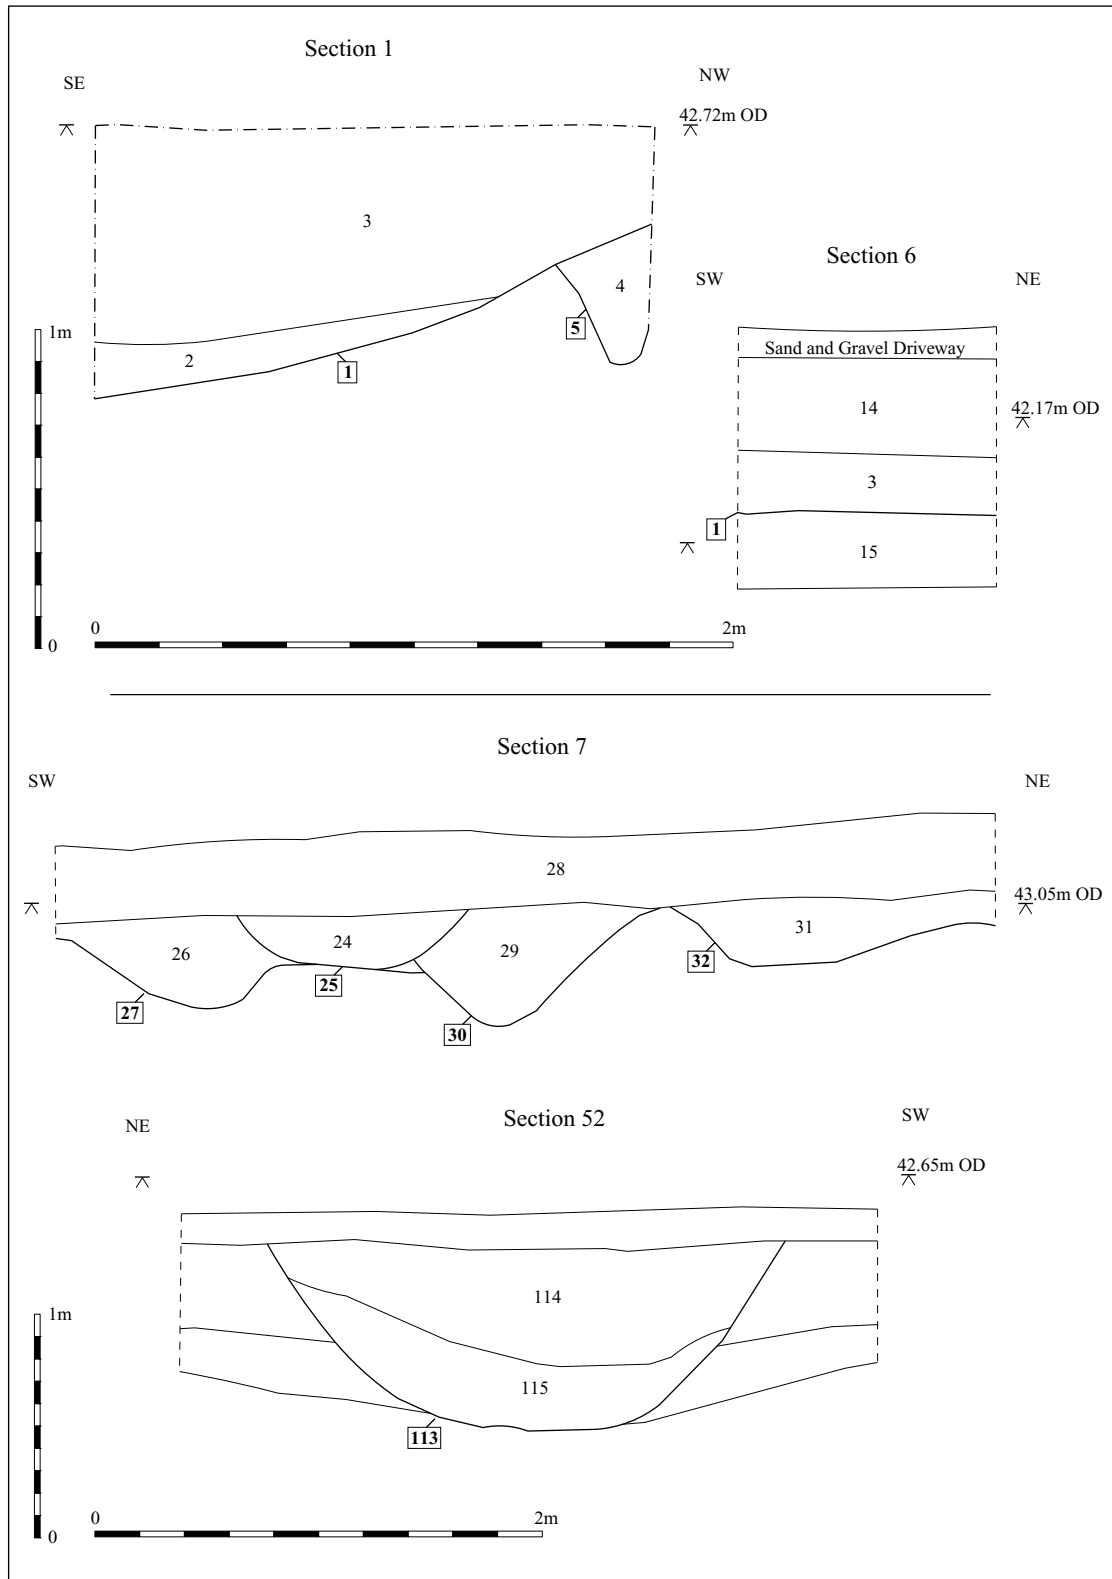 Section 1
SE
NW
42.72m OD
3
4
5
2
1
1m
0
0
2m
Section 6
SW
NE
Sand and Gravel Driveway
14
42.17m OD
3
1
15
Section 7
SW
NE
28
43.05m OD
26
24
29
31
27
25
30
32
Section 52
NE
SW
42.65m OD
114
115
113
1m
0
0
2m